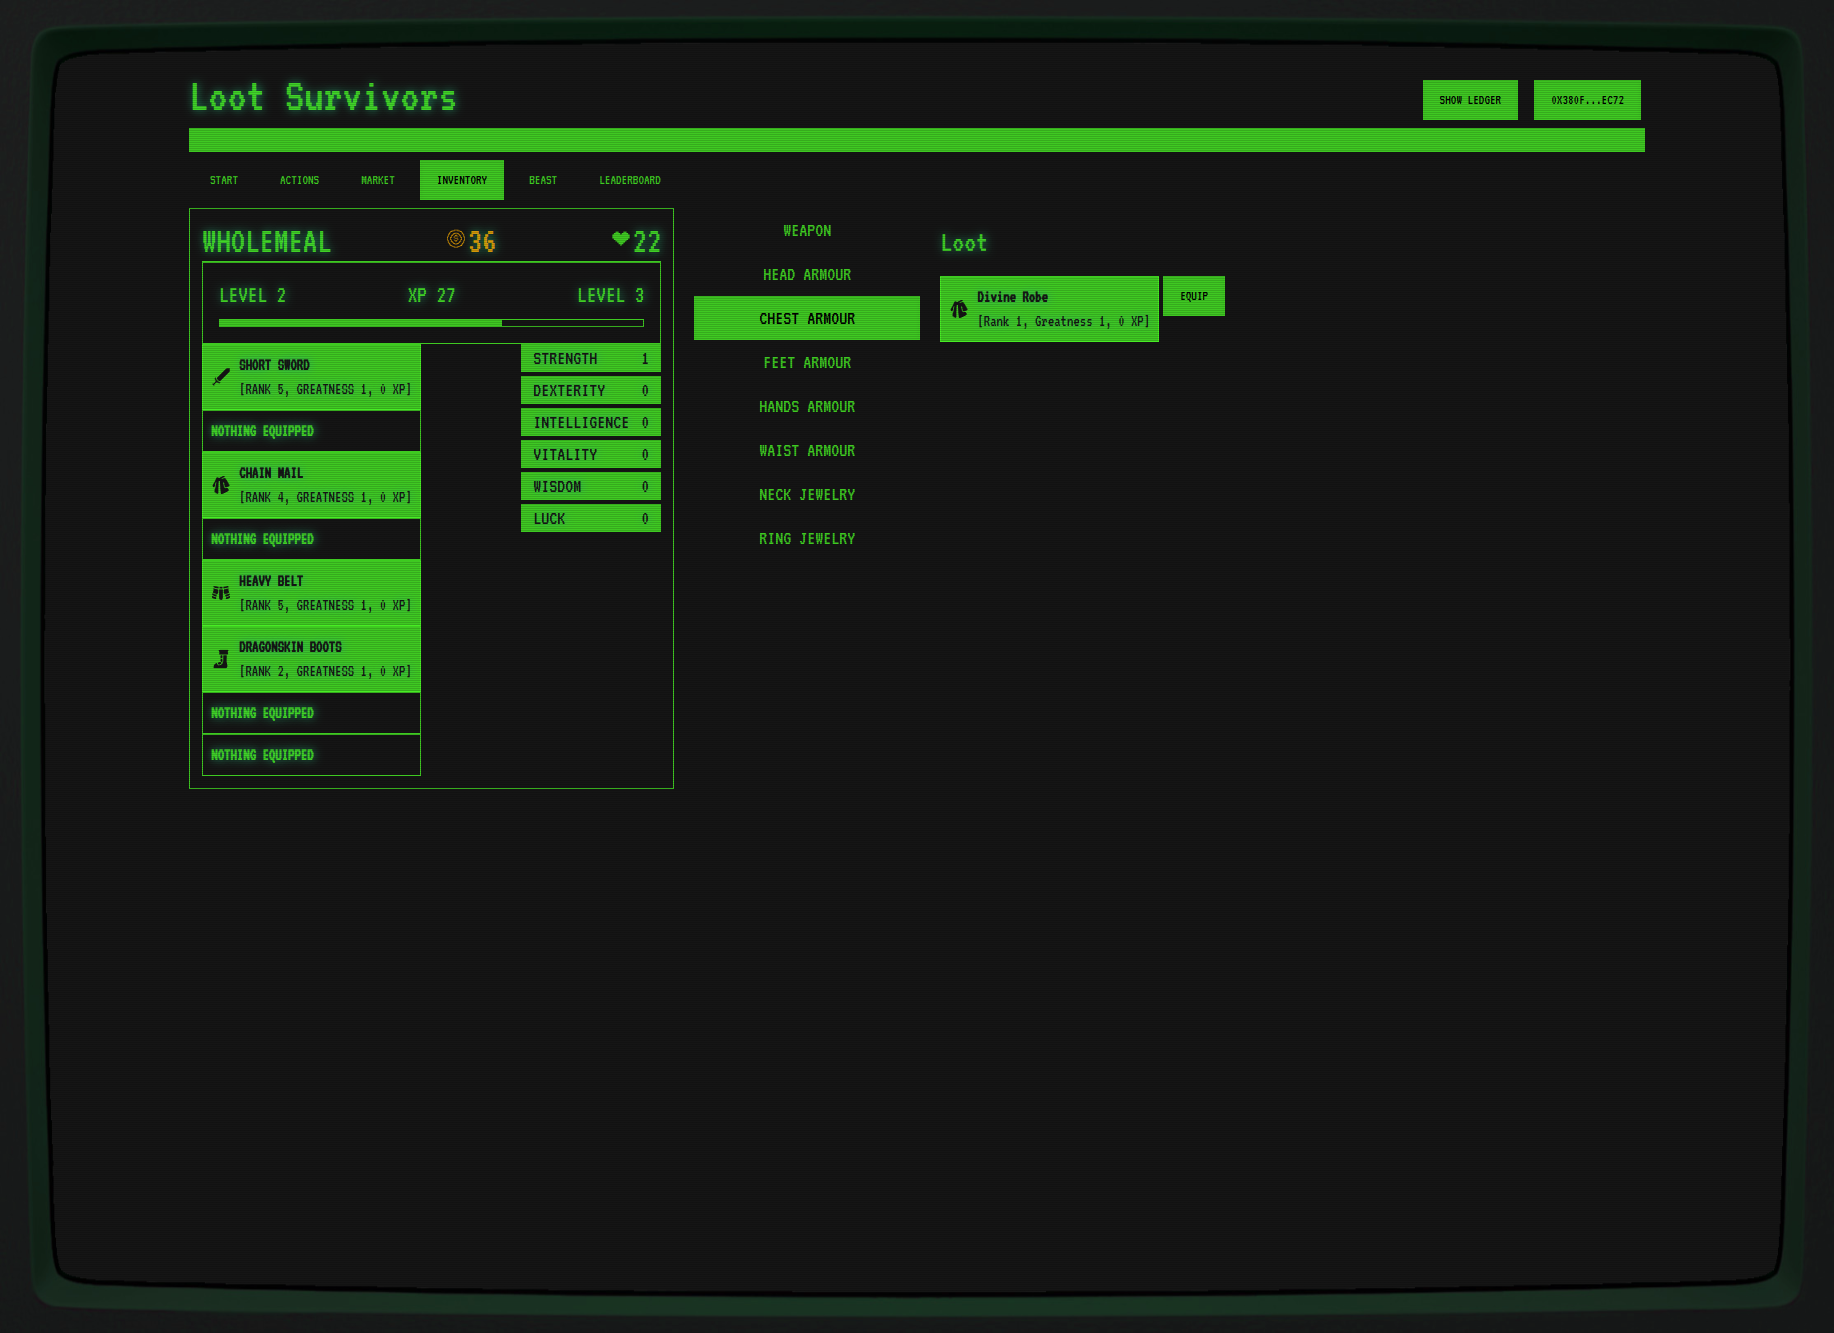 Loot Survivors
SHOW LEDGER
0X380F...EC72
START
ACTIONS
MARKET
INVENTORY
BEAST
LEADERBOARD
WHOLEMEAL
36
22
LEVEL 2
XP 27
LEVEL 3
SHORT SWORD
[RANK 5, GREATNESS 1, 0 XP]
NOTHING EQUIPPED
CHAIN MAIL
[RANK 4, GREATNESS 1, 0 XP]
NOTHING EQUIPPED
HEAVY BELT
[RANK 5, GREATNESS 1, 0 XP]
DRAGONSKIN BOOTS
[RANK 2, GREATNESS 1, 0 XP]
NOTHING EQUIPPED
NOTHING EQUIPPED
STRENGTH 1
DEXTERITY 0
INTELLIGENCE 0
VITALITY 0
WISDOM 0
LUCK 0
WEAPON
HEAD ARMOUR
CHEST ARMOUR
FEET ARMOUR
HANDS ARMOUR
WAIST ARMOUR
NECK JEWELRY
RING JEWELRY
Loot
Divine Robe
[Rank 1, Greatness 1, 0 XP]
EQUIP